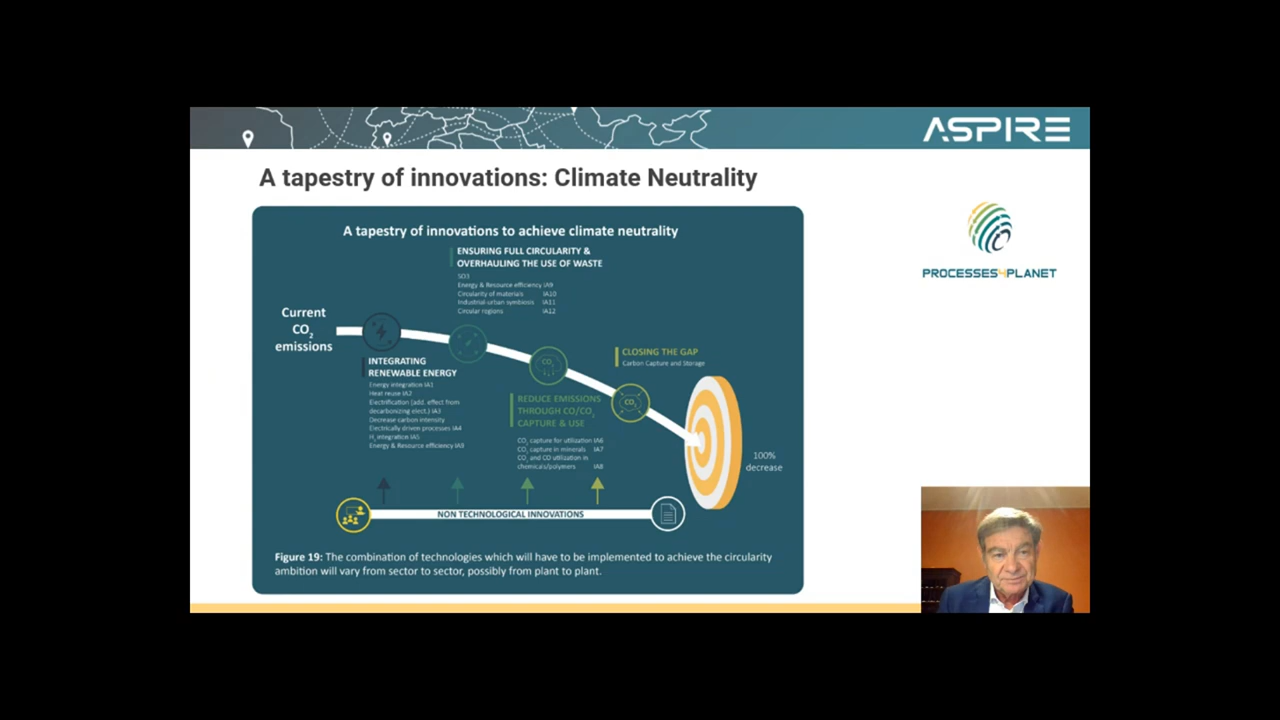 ASPIRE
A tapestry of innovations: Climate Neutrality
PROCESSES4PLANET
A tapestry of innovations to achieve climate neutrality
ENSURING FULL CIRCULARITY &
OVERHAULING THE USE OF WASTE
SO3
Energy & Resource efficiency IA9
Circularity of materials IA10
Industrial-urban symbiosis IA11
Circular regions IA12
Current
CO₂
emissions
INTEGRATING
RENEWABLE ENERGY
Energy integration IA1
Heat reuse IA2
Electrification (add. effect from
decarbonizing elect.) IA3
Decrease carbon intensity
Electrically driven processes IA4
H₂ integration IA5
Energy & Resource efficiency IA9
CO₂
REDUCE EMISSIONS
THROUGH CO/CO₂
CAPTURE & USE
CO₂ capture for utilization IA6
CO₂ capture in minerals IA7
CO₂ and CO utilization in
chemicals/polymers IA8
CLOSING THE GAP
Carbon Capture and Storage
CO₂
100%
decrease
NON TECHNOLOGICAL INNOVATIONS
Figure 19: The combination of technologies which will have to be implemented to achieve the circularity
ambition will vary from sector to sector, possibly from plant to plant.